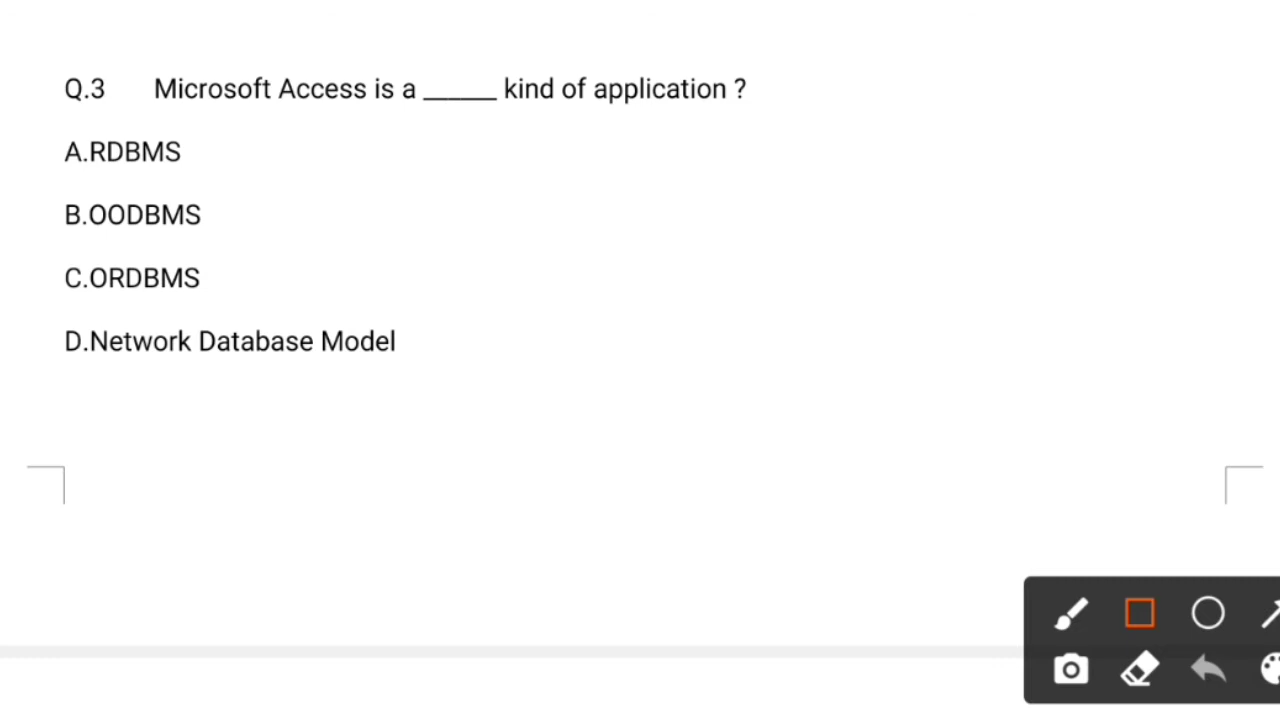 Q.3 Microsoft Access is a ______ kind of application ?
A.RDBMS
B.OODBMS
C.ORDBMS
D.Network Database Model